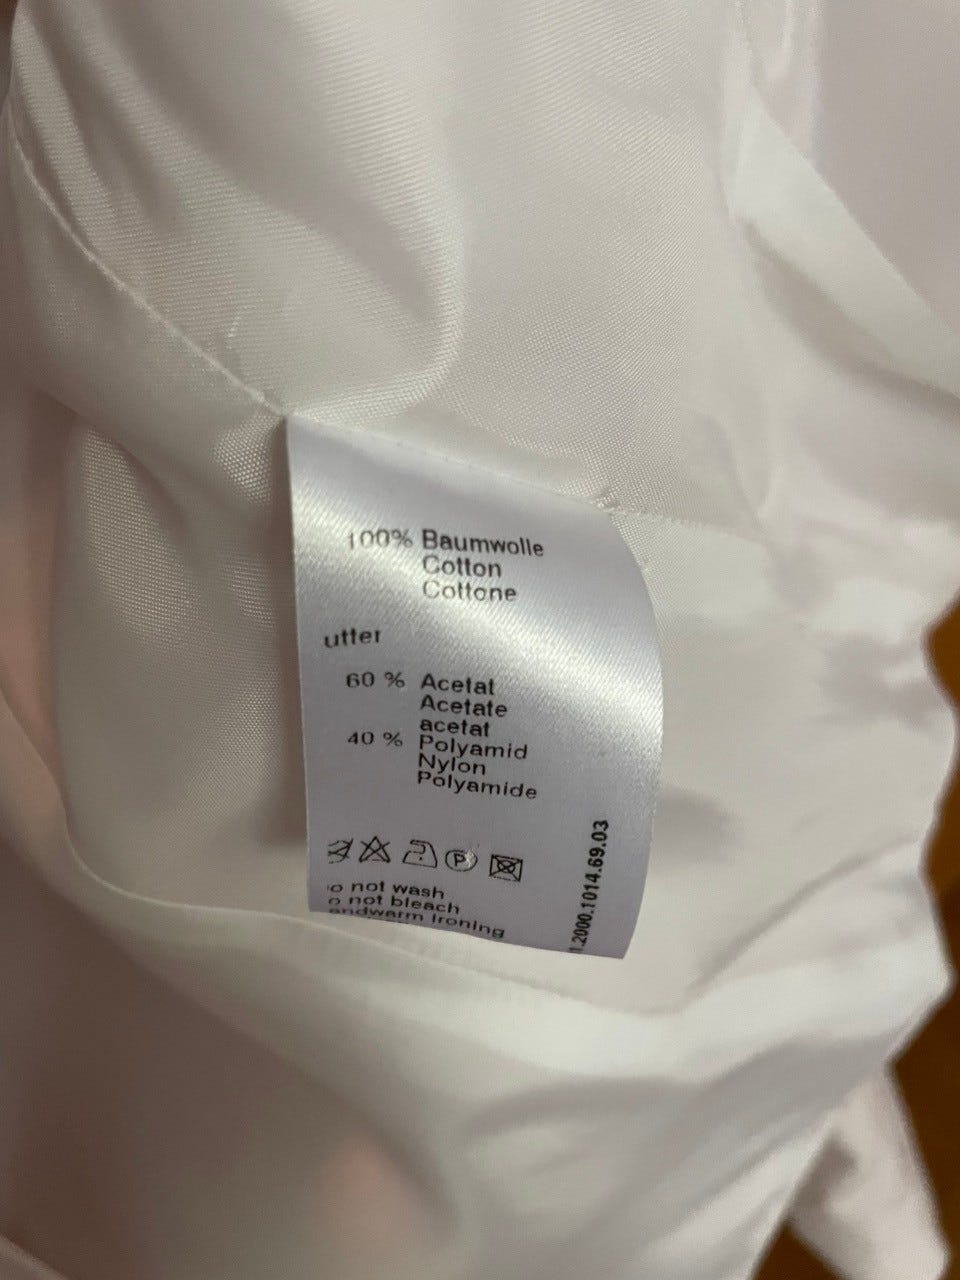 100% Baumwolle
Cotton
Cottone
utter
60 % Acetat
Acetate
acetat
40 % Polyamid
Nylon
Polyamide
P
o not wash
o not bleach
andwarm Ironing
1.2000.1014.69.03